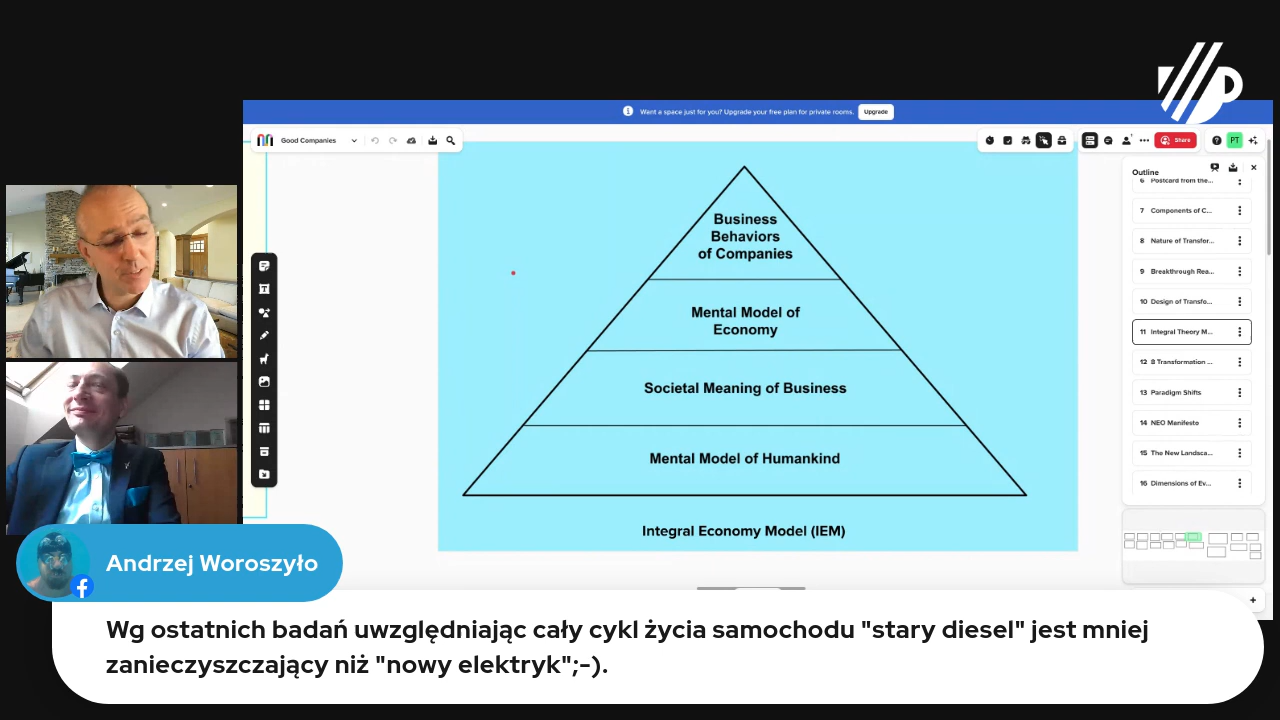 Want a space just for you? Upgrade your free plan for private rooms.
Upgrade
Good Companies
Share
PT
Outline
6 Postcard from the...
7 Components of C...
8 Nature of Transfor...
9 Breakthrough Rea...
10 Design of Transfo...
11 Integral Theory M...
12 8 Transformation ...
13 Paradigm Shifts
14 NEO Manifesto
15 The New Landsca...
16 Dimensions of Ev...
Business
Behaviors
of Companies
Mental Model of
Economy
Societal Meaning of Business
Mental Model of Humankind
Integral Economy Model (IEM)
Andrzej Woroszyło
Wg ostatnich badań uwzględniając cały cykl życia samochodu "stary diesel" jest mniej
zanieczyszczający niż "nowy elektryk";-).